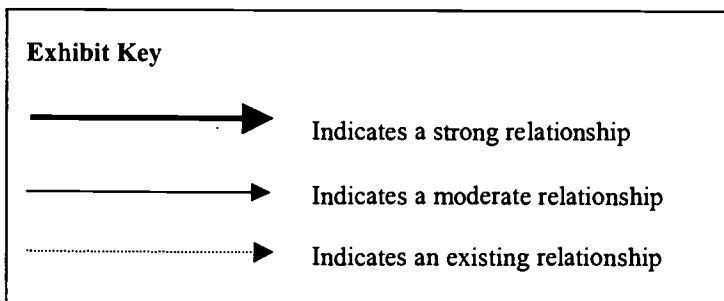 Exhibit Key
Indicates a strong relationship
Indicates a moderate relationship
Indicates an existing relationship